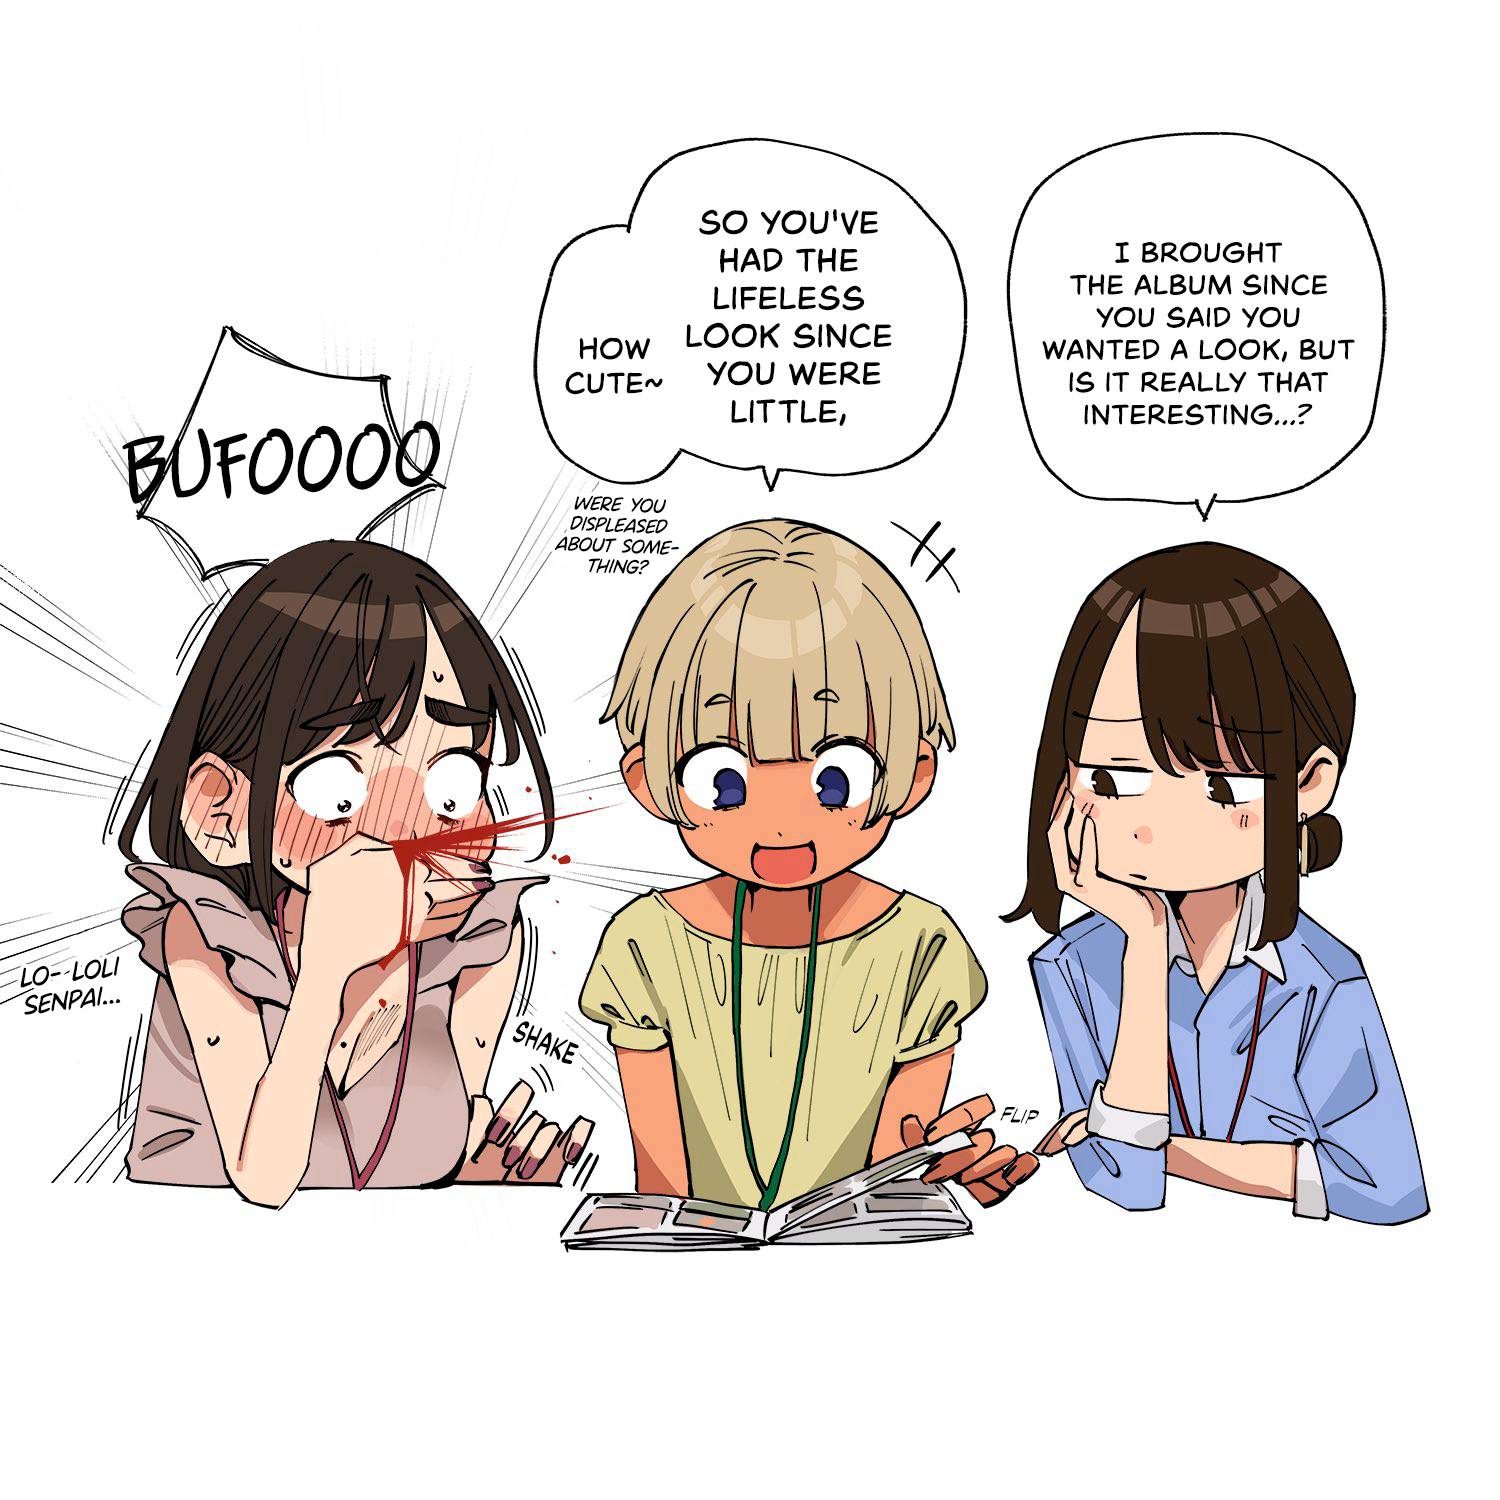 I BROUGHT
THE ALBUM SINCE
YOU SAID YOU
WANTED A LOOK, BUT
IS IT REALLY THAT
INTERESTING...?
SO YOU'VE
HAD THE
LIFELESS
LOOK SINCE
YOU WERE
LITTLE,
HOW
CUTE~
WERE YOU
DISPLEASED
ABOUT SOME-
THING?
BUFOOOO
LO- LOLI
SENPAI...
SHAKE
FLIP